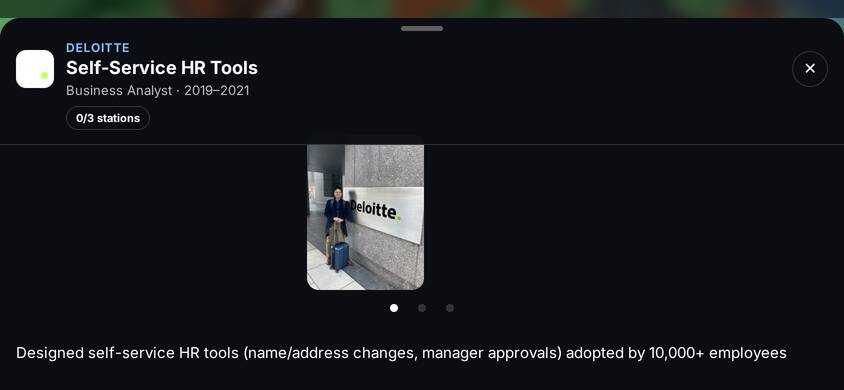 DELOITTE
Self-Service HR Tools
Business Analyst · 2019–2021
0/3 stations
Deloitte.
Designed self-service HR tools (name/address changes, manager approvals) adopted by 10,000+ employees